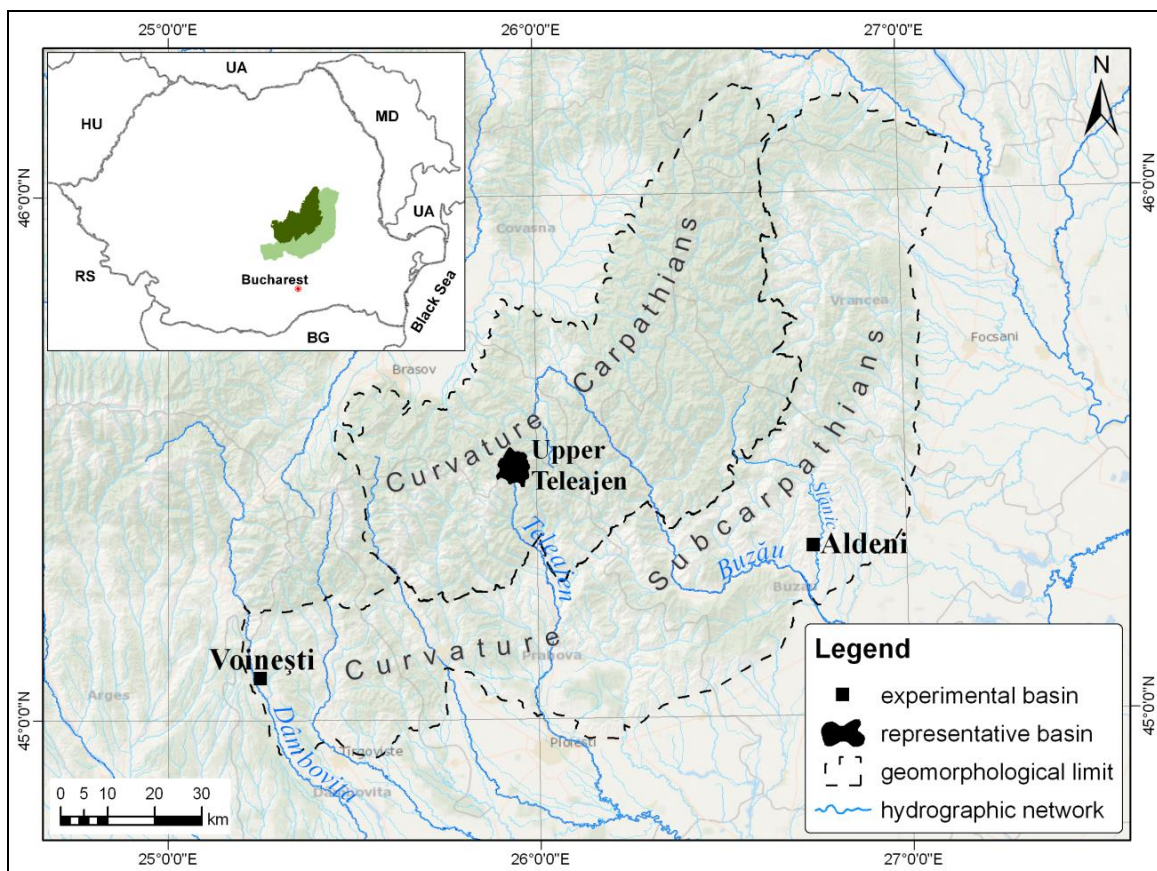 25°0'0"E
26°0'0"E
27°0'0"E
UA
HU
MD
UA
RS
Bucharest
BG
Black Sea
N
46°0'0"N
46°0'0"N
Covasna
Vrancea
Focsani
Brasov
Curvature Carpathians
Upper
Teleajen
Teleajen
Curvature Subcarpathians
Slănic
Aldeni
Buzău
Buzau
Prahova
Voineşti
Arges
Dâmboviţa
Tirgoviste
Dambovita
Ploiesti
45°0'0"N
45°0'0"N
Legend
experimental basin
representative basin
geomorphological limit
hydrographic network
0 5 10 20 30
km
25°0'0"E
26°0'0"E
27°0'0"E